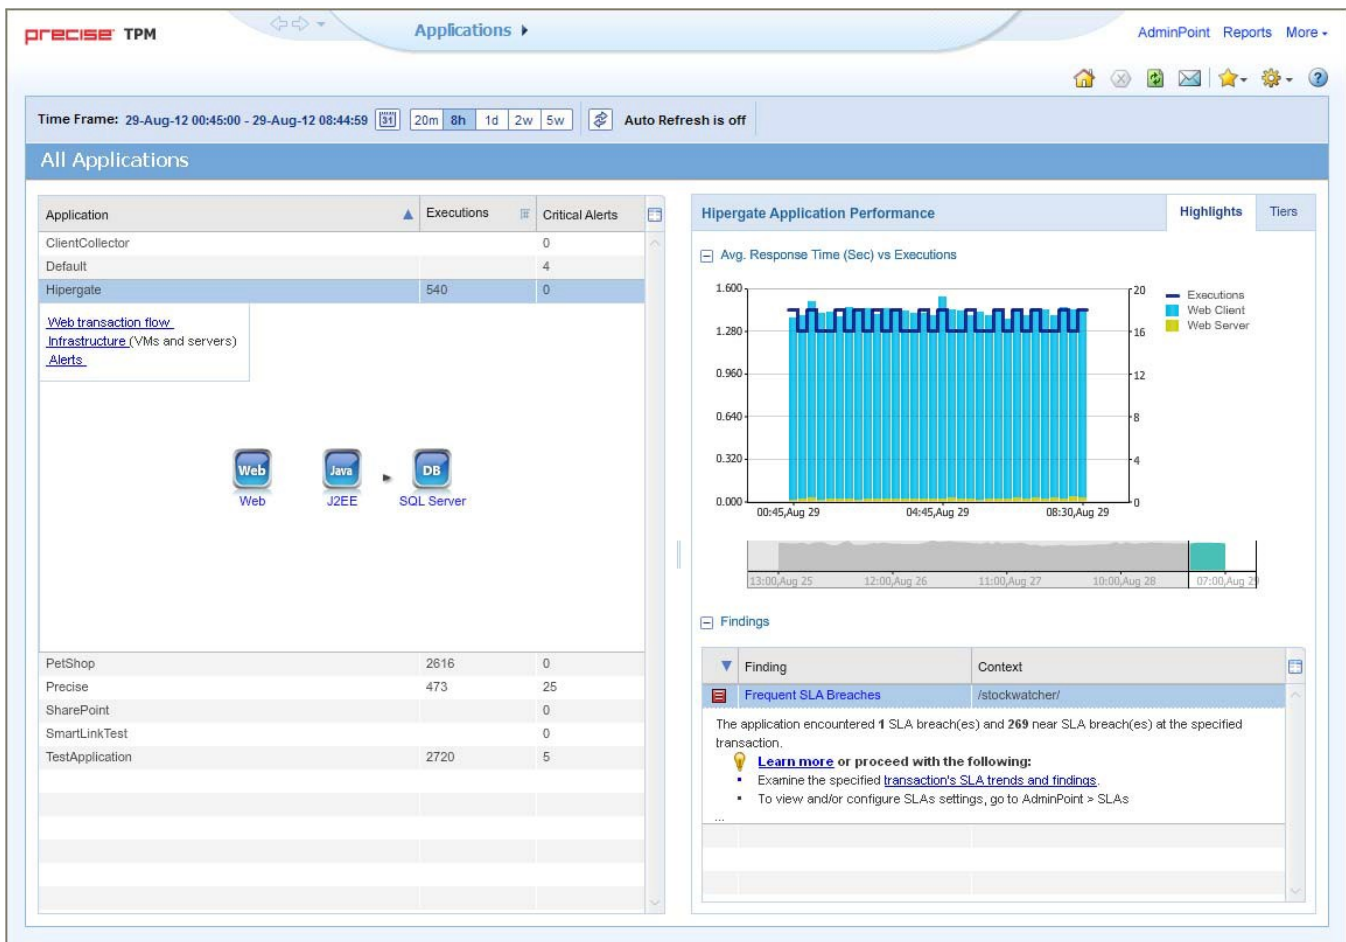 precise TPM
Applications
AdminPoint Reports More
Time Frame: 29-Aug-12 00:45:00 - 29-Aug-12 08:44:59 31 20m 8h 1d 2w 5w Auto Refresh is off
All Applications
Application Executions Critical Alerts
ClientCollector 0
Default 4
Hipergate 540 0
Web transaction flow
Infrastructure (VMs and servers)
Alerts
Web Java DB
Web J2EE SQL Server
PetShop 2616 0
Precise 473 25
SharePoint 0
SmartLinkTest 0
TestApplication 2720 5
Hipergate Application Performance Highlights Tiers
Avg. Response Time (Sec) vs Executions
1.600 20
1.280 16
0.960 12
0.640 8
0.320 4
0.000 0
00:45,Aug 29 04:45,Aug 29 08:30,Aug 29
Executions
Web Client
Web Server
13:00,Aug 25 12:00,Aug 26 11:00,Aug 27 10:00,Aug 28 07:00,Aug 29
Findings
Finding Context
Frequent SLA Breaches /stockwatcher/
The application encountered 1 SLA breach(es) and 269 near SLA breach(es) at the specified
transaction.
Learn more or proceed with the following:
▪ Examine the specified transaction's SLA trends and findings.
▪ To view and/or configure SLAs settings, go to AdminPoint > SLAs
...